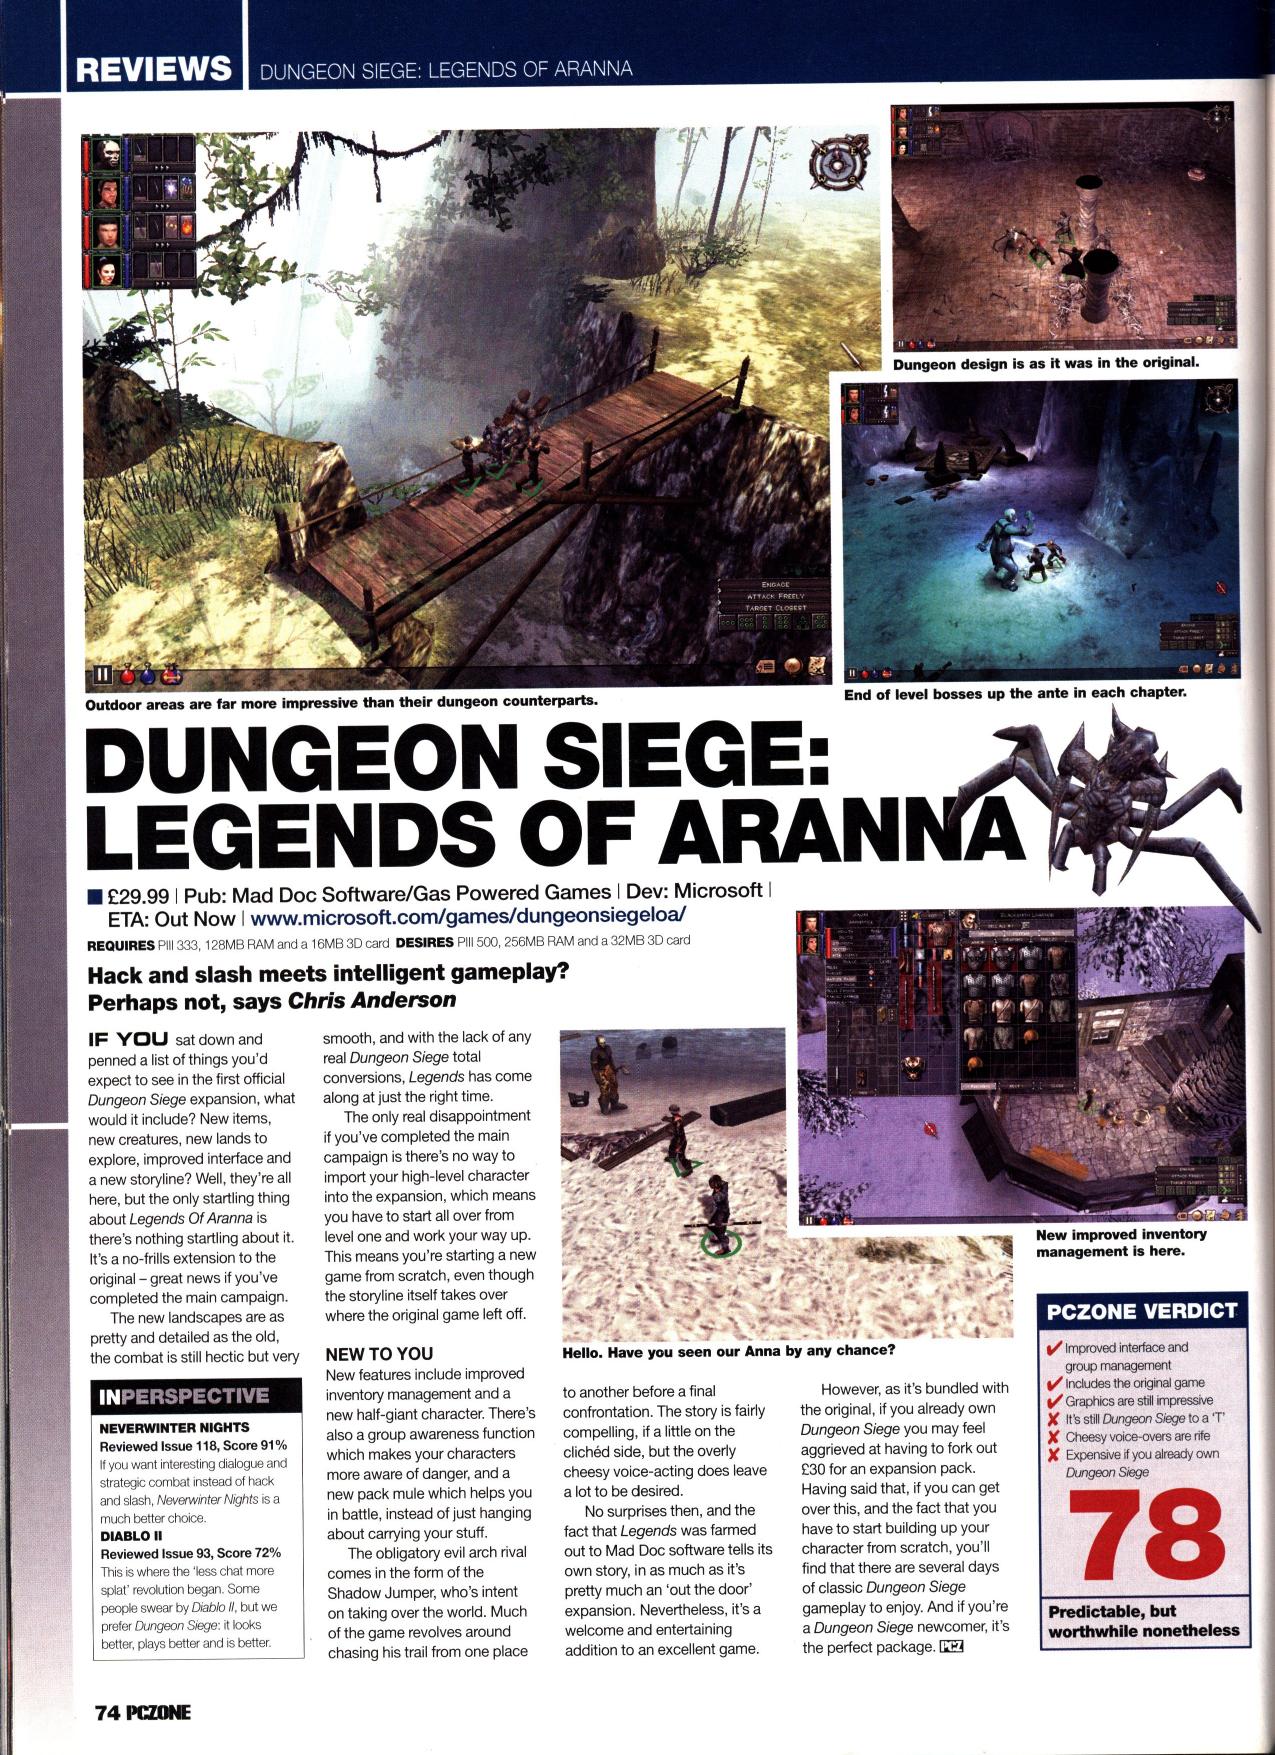 REVIEWS
DUNGEON SIEGE: LEGENDS OF ARANNA
ENGAGE
ATTACK FREELY
TARGET CLOSEST
Outdoor areas are far more impressive than their dungeon counterparts.
Dungeon design is as it was in the original.
End of level bosses up the ante in each chapter.
DUNGEON SIEGE:
LEGENDS OF ARANNA
£29.99 | Pub: Mad Doc Software/Gas Powered Games | Dev: Microsoft |
ETA: Out Now | www.microsoft.com/games/dungeonsiegeloa/
REQUIRES PIII 333, 128MB RAM and a 16MB 3D card DESIRES PIII 500, 256MB RAM and a 32MB 3D card
Hack and slash meets intelligent gameplay?
Perhaps not, says Chris Anderson
IF YOU sat down and
penned a list of things you'd
expect to see in the first official
Dungeon Siege expansion, what
would it include? New items,
new creatures, new lands to
explore, improved interface and
a new storyline? Well, they're all
here, but the only startling thing
about Legends Of Aranna is
there's nothing startling about it.
It's a no-frills extension to the
original – great news if you've
completed the main campaign.
The new landscapes are as
pretty and detailed as the old,
the combat is still hectic but very
INPERSPECTIVE
NEVERWINTER NIGHTS
Reviewed Issue 118, Score 91%
If you want interesting dialogue and
strategic combat instead of hack
and slash, Neverwinter Nights is a
much better choice.
DIABLO II
Reviewed Issue 93, Score 72%
This is where the 'less chat more
splat' revolution began. Some
people swear by Diablo II, but we
prefer Dungeon Siege: it looks
better, plays better and is better.
smooth, and with the lack of any
real Dungeon Siege total
conversions, Legends has come
along at just the right time.
The only real disappointment
if you've completed the main
campaign is there's no way to
import your high-level character
into the expansion, which means
you have to start all over from
level one and work your way up.
This means you're starting a new
game from scratch, even though
the storyline itself takes over
where the original game left off.
NEW TO YOU
New features include improved
inventory management and a
new half-giant character. There's
also a group awareness function
which makes your characters
more aware of danger, and a
new pack mule which helps you
in battle, instead of just hanging
about carrying your stuff.
The obligatory evil arch rival
comes in the form of the
Shadow Jumper, who's intent
on taking over the world. Much
of the game revolves around
chasing his trail from one place
Hello. Have you seen our Anna by any chance?
to another before a final
confrontation. The story is fairly
compelling, if a little on the
clichéd side, but the overly
cheesy voice-acting does leave
a lot to be desired.
No surprises then, and the
fact that Legends was farmed
out to Mad Doc software tells its
own story, in as much as it's
pretty much an 'out the door'
expansion. Nevertheless, it's a
welcome and entertaining
addition to an excellent game.
However, as it's bundled with
the original, if you already own
Dungeon Siege you may feel
aggrieved at having to fork out
£30 for an expansion pack.
Having said that, if you can get
over this, and the fact that you
have to start building up your
character from scratch, you'll
find that there are several days
of classic Dungeon Siege
gameplay to enjoy. And if you're
a Dungeon Siege newcomer, it's
the perfect package. PCZ
New improved inventory
management is here.
PCZONE VERDICT
✓ Improved interface and
group management
✓ Includes the original game
✓ Graphics are still impressive
✗ It's still Dungeon Siege to a 'T'
✗ Cheesy voice-overs are rife
✗ Expensive if you already own
Dungeon Siege
78
Predictable, but
worthwhile nonetheless
74 PCZONE